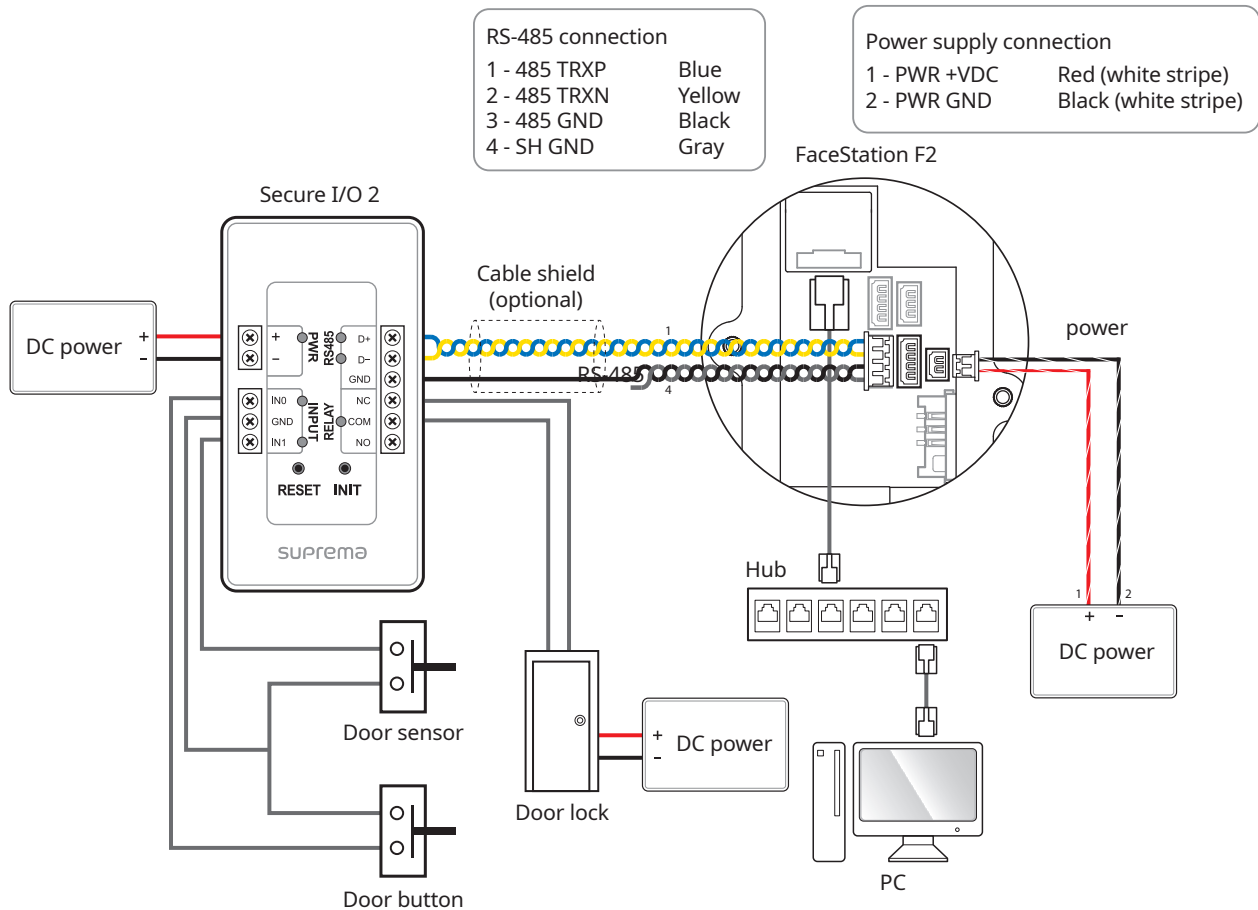 RS-485 connection
1 - 485 TRXP Blue
2 - 485 TRXN Yellow
3 - 485 GND Black
4 - SH GND Gray
Power supply connection
1 - PWR +VDC Red (white stripe)
2 - PWR GND Black (white stripe)
FaceStation F2
Secure I/O 2
Cable shield
(optional)
DC power
+
−
+
−
PWR
RS485
D+
D−
GND
IN0
GND
IN1
INPUT
RELAY
NC
COM
NO
RESET INIT
suprema
1
RS-485
4
power
Hub
1 2
+ −
DC power
Door sensor
Door lock
+
-
DC power
Door button
PC